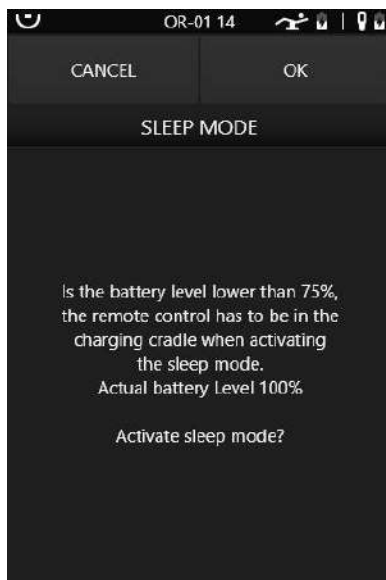 OR-01 14
CANCEL
OK
SLEEP MODE
Is the battery level lower than 75%,
the remote control has to be in the
charging cradle when activating
the sleep mode.
Actual battery Level 100%
Activate sleep mode?